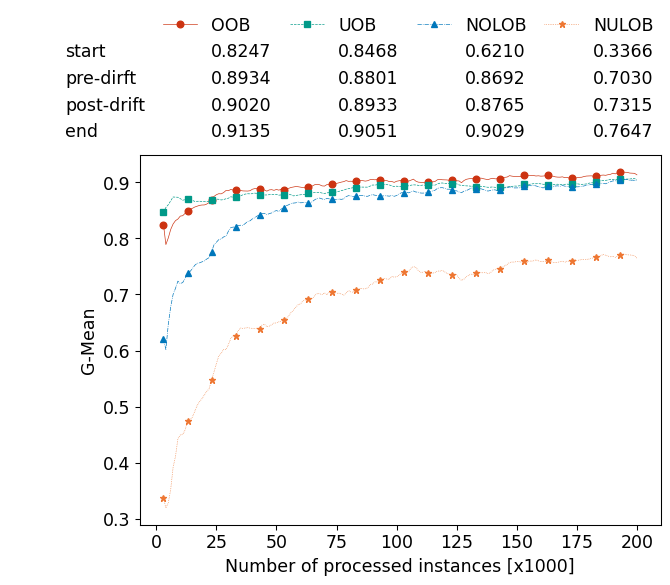 OOB UOB NOLOB NULOB
start 0.8247 0.8468 0.6210 0.3366
pre-dirft 0.8934 0.8801 0.8692 0.7030
post-drift 0.9020 0.8933 0.8765 0.7315
end 0.9135 0.9051 0.9029 0.7647
0.9
0.8
0.7
0.6
0.5
0.4
0.3
G-Mean
0 25 50 75 100 125 150 175 200
Number of processed instances [x1000]